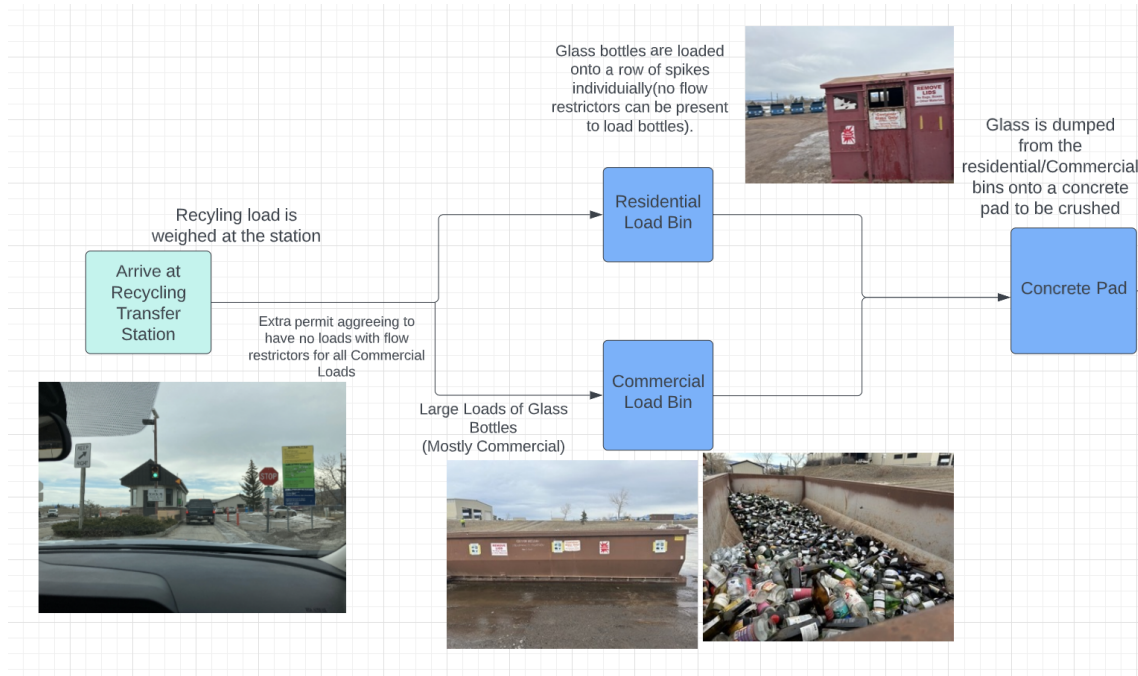 Glass bottles are loaded
onto a row of spikes
individuially(no flow
restrictors can be present
to load bottles).
REMOVE
LIDS
Glass is dumped
from the
residential/Commercial
bins onto a concrete
pad to be crushed
Residential
Load Bin
Recyling load is
weighed at the station
Arrive at
Recycling
Transfer
Station
Concrete Pad
Extra permit aggreeing to
have no loads with flow
restrictors for all Commercial
Loads
Commercial
Load Bin
Large Loads of Glass
Bottles
(Mostly Commercial)
STOP